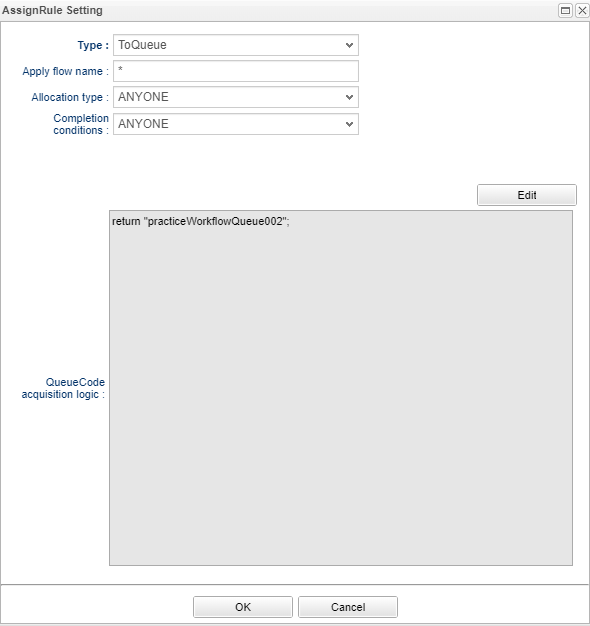 AssignRule Setting
Type : ToQueue
Apply flow name : *
Allocation type : ANYONE
Completion
conditions : ANYONE
Edit
return "practiceWorkflowQueue002";
QueueCode
acquisition logic :
OK Cancel